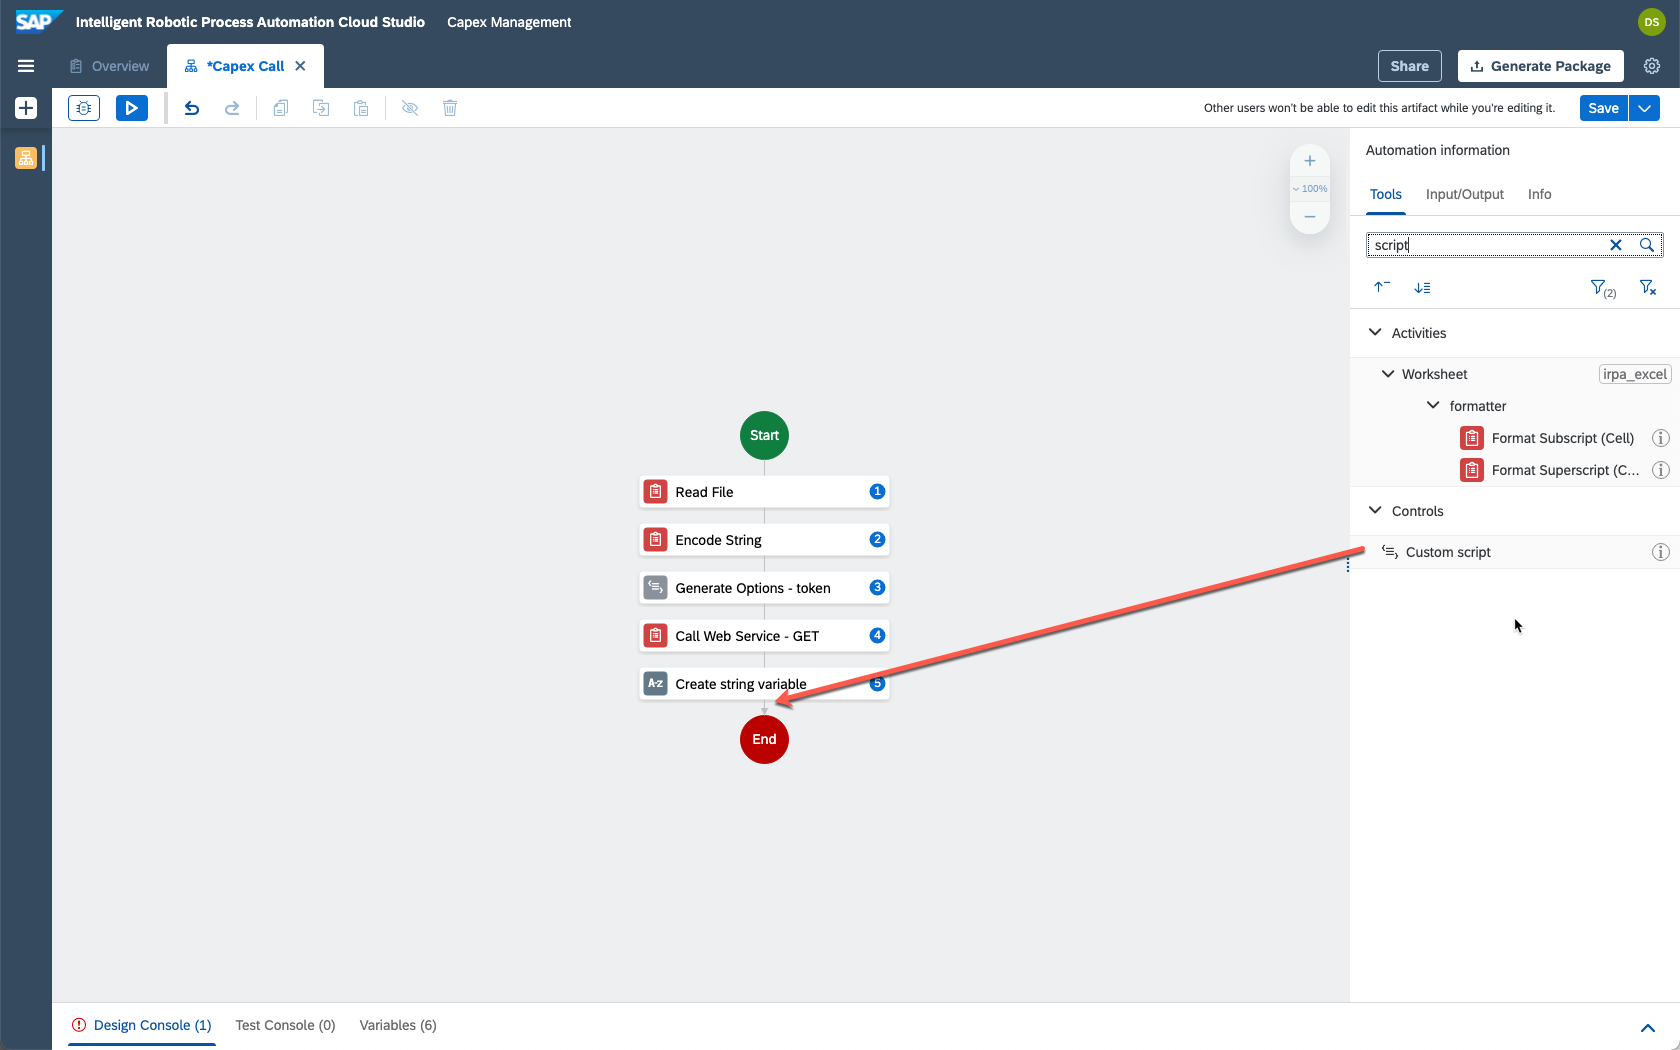 SAP Intelligent Robotic Process Automation Cloud Studio Capex Management DS
Overview *Capex Call Share Generate Package
Other users won't be able to edit this artifact while you're editing it. Save
Automation information
Tools Input/Output Info
100%
script
(2)
Activities
Worksheet irpa_excel
formatter
Format Subscript (Cell)
Format Superscript (C...
Controls
Custom script
Start
Read File 1
Encode String 2
Generate Options - token 3
Call Web Service - GET 4
A-z Create string variable 5
End
Design Console (1) Test Console (0) Variables (6)